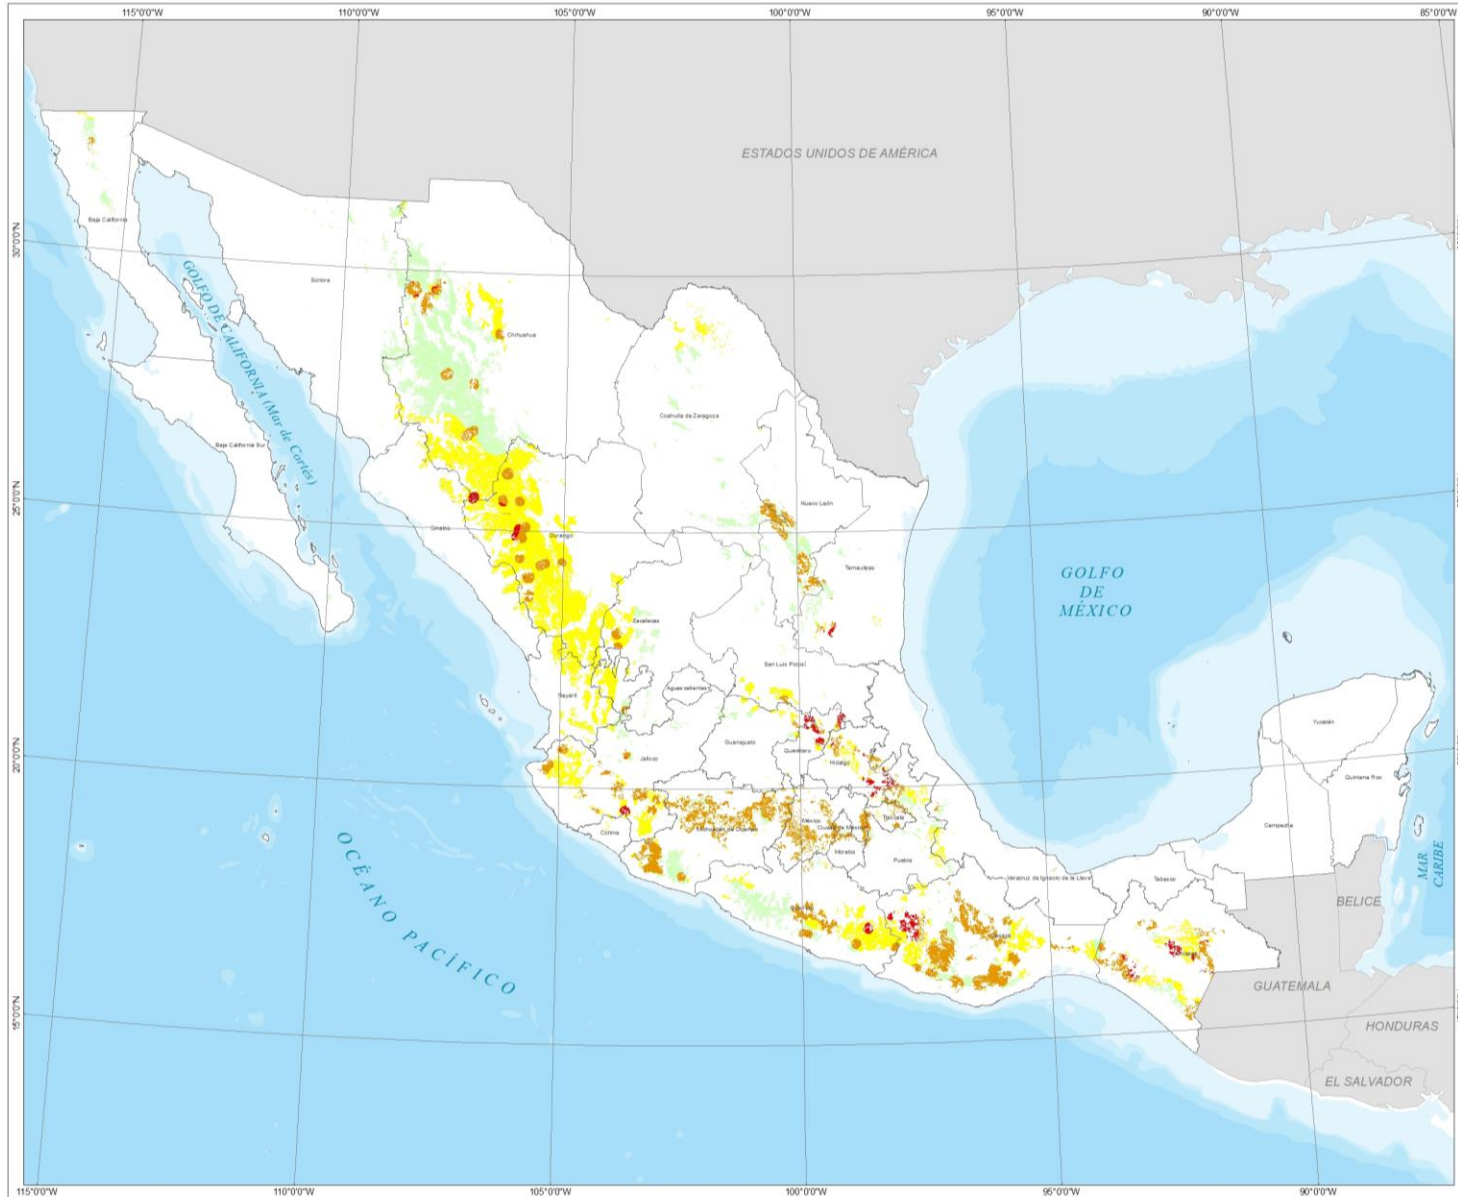 115°0'0"W
110°0'0"W
105°0'0"W
100°0'0"W
95°0'0"W
90°0'0"W
85°0'0"W
ESTADOS UNIDOS DE AMÉRICA
Baja California
30°0'0"N
GOLFO DE CALIFORNIA (Mar de Cortés)
Sonora
Chihuahua
Coahuila de Zaragoza
Baja California Sur
25°0'0"N
Nuevo León
Sinaloa
Durango
Tamaulipas
GOLFO
DE
MÉXICO
Zacatecas
San Luis Potosí
Nayarit
Aguascalientes
Yucatán
20°0'0"N
Jalisco
Guanajuato
Querétaro
Hidalgo
Quintana Roo
Colima
Michoacán de Ocampo
México
Ciudad de México
Tlaxcala
Campeche
Morelos
Puebla
Veracruz de Ignacio de la Llave
Tabasco
MAR
CARIBE
BELICE
OCÉANO PACÍFICO
15°0'0"N
GUATEMALA
HONDURAS
EL SALVADOR
115°0'0"W
110°0'0"W
105°0'0"W
100°0'0"W
95°0'0"W
90°0'0"W